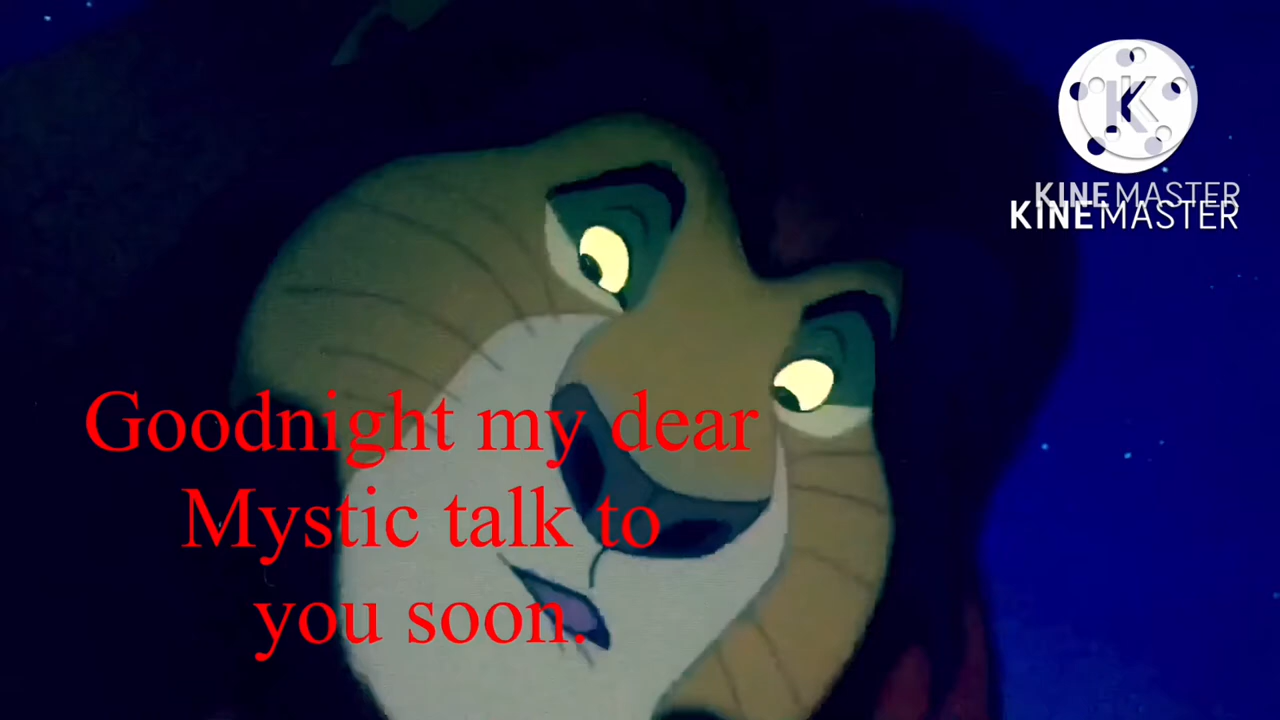 K
KINEMASTER
KINEMASTER
Goodnight my dear
Mystic talk to
you soon.